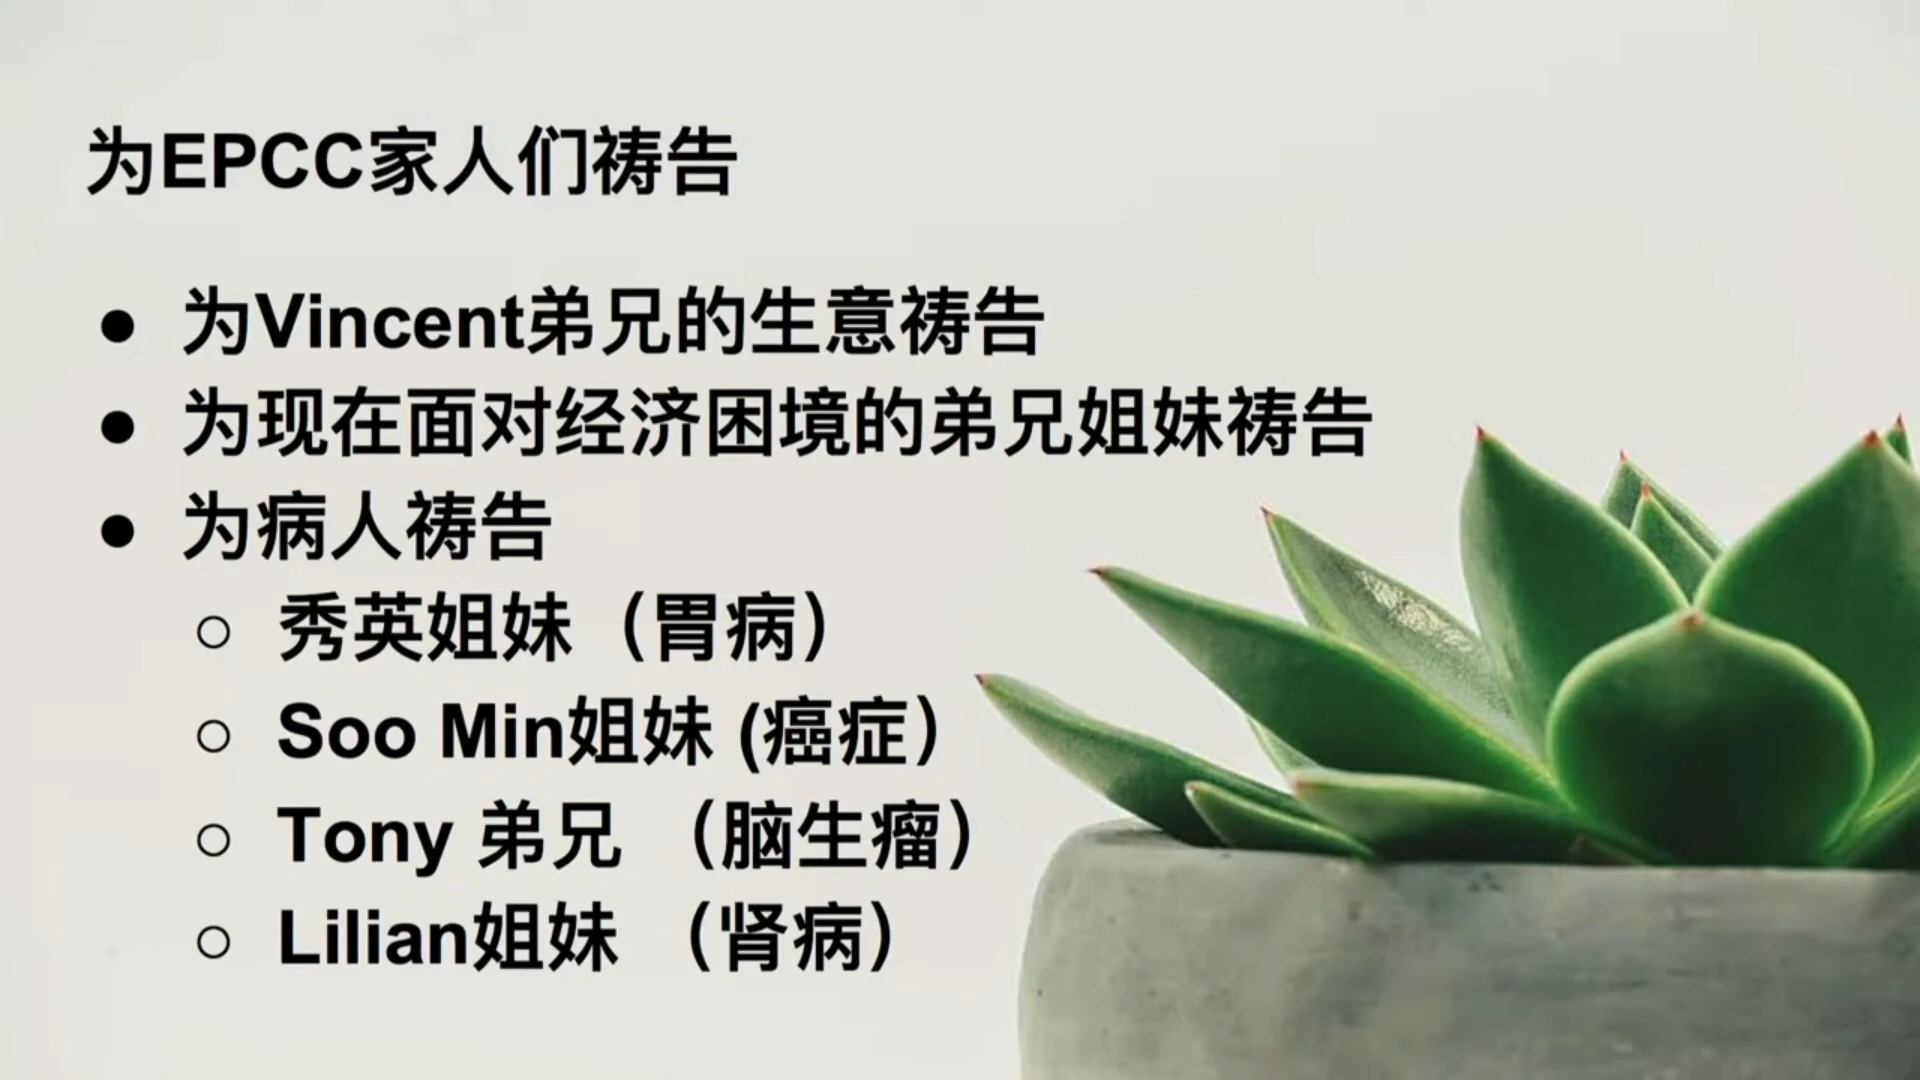 为EPCC家人们祷告
● 为Vincent弟兄的生意祷告
● 为现在面对经济困境的弟兄姐妹祷告
● 为病人祷告
○ 秀英姐妹（胃病）
○ Soo Min姐妹 (癌症）
○ Tony 弟兄 （脑生瘤）
○ Lilian姐妹 （肾病）